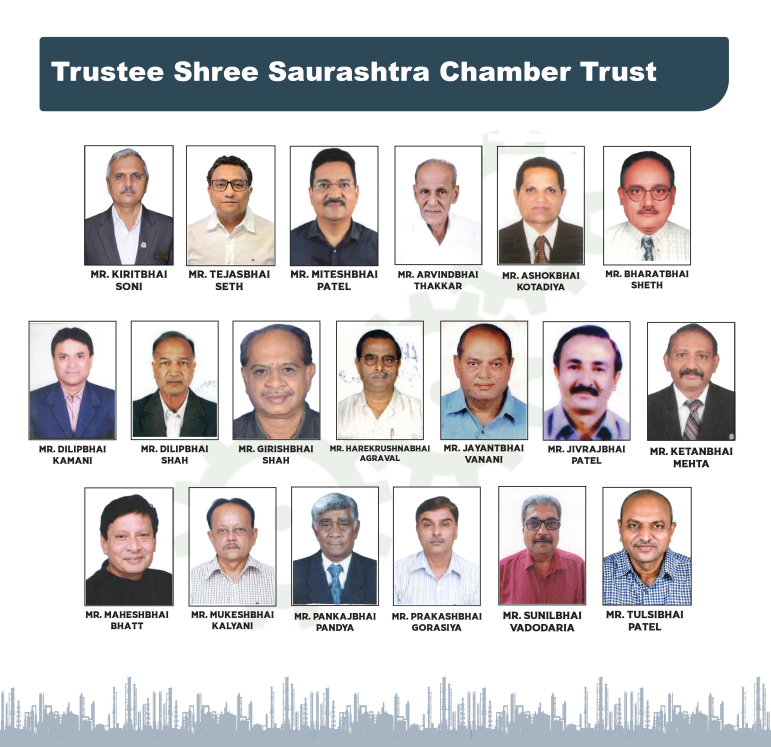 Trustee Shree Saurashtra Chamber Trust
MR. KIRITBHAI
SONI
MR. TEJASBHAI
SETH
MR. MITESHBHAI
PATEL
MR. ARVINDBHAI
THAKKAR
MR. ASHOKBHAI
KOTADIYA
MR. BHARATBHAI
SHETH
MR. DILIPBHAI
KAMANI
MR. DILIPBHAI
SHAH
MR. GIRISHBHAI
SHAH
MR. HAREKRUSHNABHAI
AGRAVAL
MR. JAYANTBHAI
VANANI
MR. JIVRAJBHAI
PATEL
MR. KETANBHAI
MEHTA
MR. MAHESHBHAI
BHATT
MR. MUKESHBHAI
KALYANI
MR. PANKAJBHAI
PANDYA
MR. PRAKASHBHAI
GORASIYA
MR. SUNILBHAI
VADODARIA
MR. TULSIBHAI
PATEL